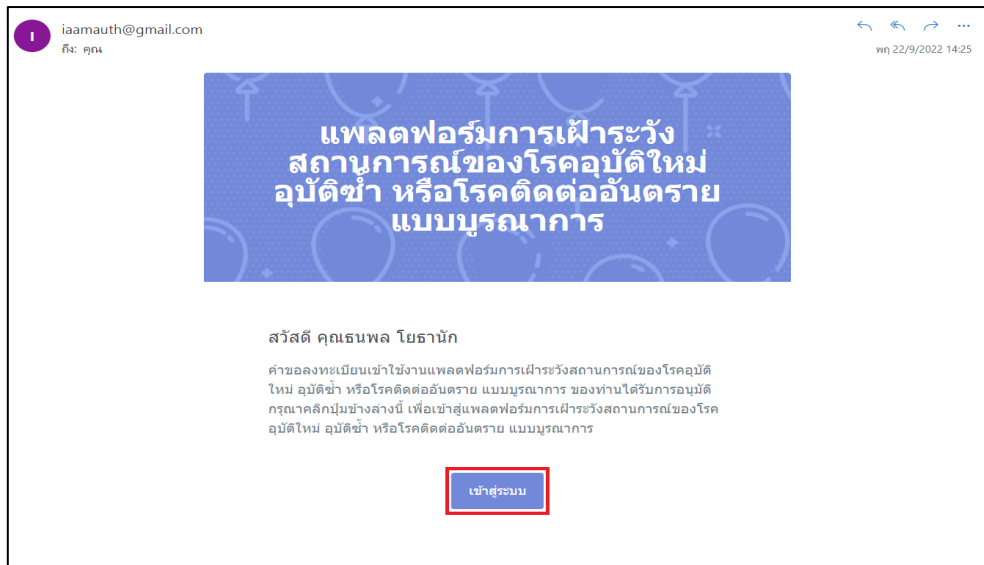 I
iaamauth@gmail.com
ถึง: คุณ
พฤ 22/9/2022 14:25
แพลตฟอร์มการเฝ้าระวัง
สถานการณ์ของโรคอุบัติใหม่
อุบัติซ้ำ หรือโรคติดต่ออันตราย
แบบบูรณาการ
สวัสดี คุณธนพล โยธานัก
คำขอลงทะเบียนเข้าใช้งานแพลตฟอร์มการเฝ้าระวังสถานการณ์ของโรคอุบัติ
ใหม่ อุบัติซ้ำ หรือโรคติดต่ออันตราย แบบบูรณาการ ของท่านได้รับการอนุมัติ
กรุณาคลิกปุ่มข้างล่างนี้ เพื่อเข้าสู่แพลตฟอร์มการเฝ้าระวังสถานการณ์ของโรค
อุบัติใหม่ อุบัติซ้ำ หรือโรคติดต่ออันตราย แบบบูรณาการ
เข้าสู่ระบบ